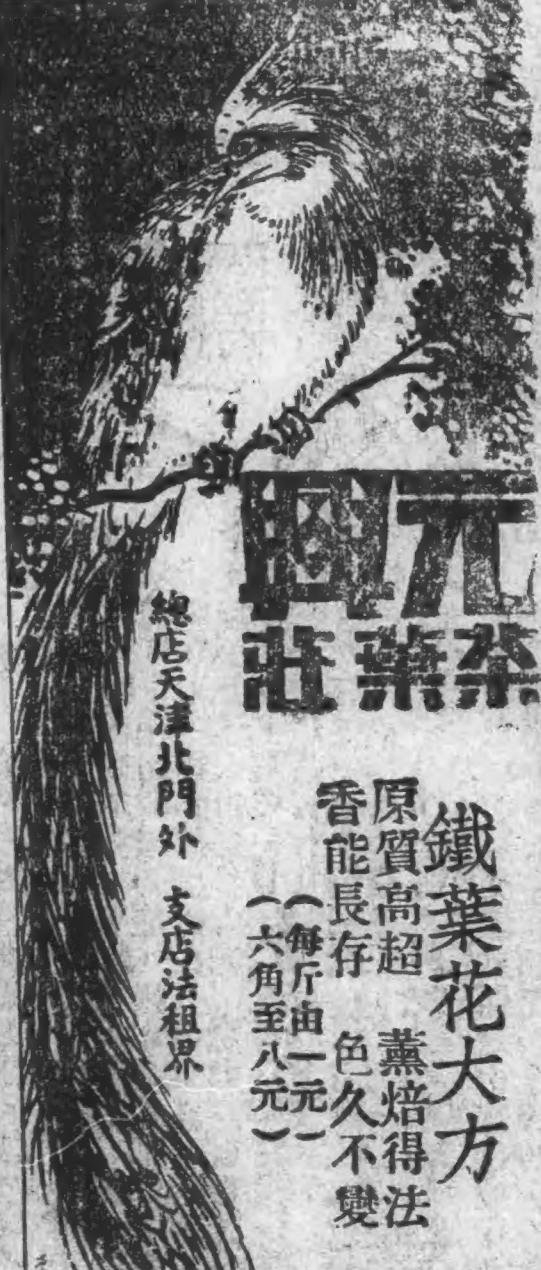 元興
茶葉莊
鐵葉花大方
原質高超　薰焙得法
香能長存　色久不變
（每斤由一元）
（六角至八元）
總店天津北門外　支店法租界